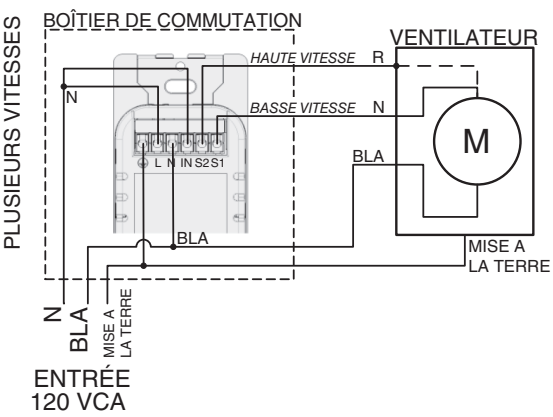 BOÎTIER DE COMMUTATION
PLUSIEURS VITESSES
VENTILATEUR
HAUTE VITESSE R
N
BASSE VITESSE N
M
L N IN S2 S1
BLA
BLA
MISE A
LA TERRE
N
BLA
MISE A
LA TERRE
ENTRÉE
120 VCA